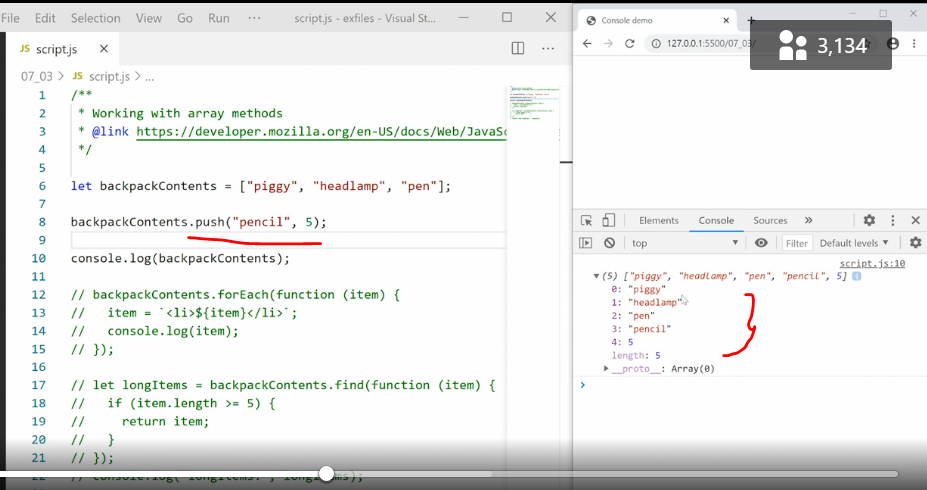 File Edit Selection View Go Run ··· script.js - exfiles - Visual St...
JS script.js ×
07_03 > JS script.js > ...
1 /**
2 * Working with array methods
3 * @link https://developer.mozilla.org/en-US/docs/Web/JavaSc
4 */
5
6 let backpackContents = ["piggy", "headlamp", "pen"];
7
8 backpackContents.push("pencil", 5);
9
10 console.log(backpackContents);
11
12 // backpackContents.forEach(function (item) {
13 // item = `<li>${item}</li>`;
14 // console.log(item);
15 // });
16
17 // let longItems = backpackContents.find(function (item) {
18 // if (item.length >= 5) {
19 // return item;
20 // }
21 // });
22 // console.log("longItems:", longItems);
Console demo
127.0.0.1:5500/07_03/
3,134
Elements Console Sources »
top Filter Default levels
script.js:10
(5) ["piggy", "headlamp", "pen", "pencil", 5]
0: "piggy"
1: "headlamp"
2: "pen"
3: "pencil"
4: 5
length: 5
__proto__: Array(0)